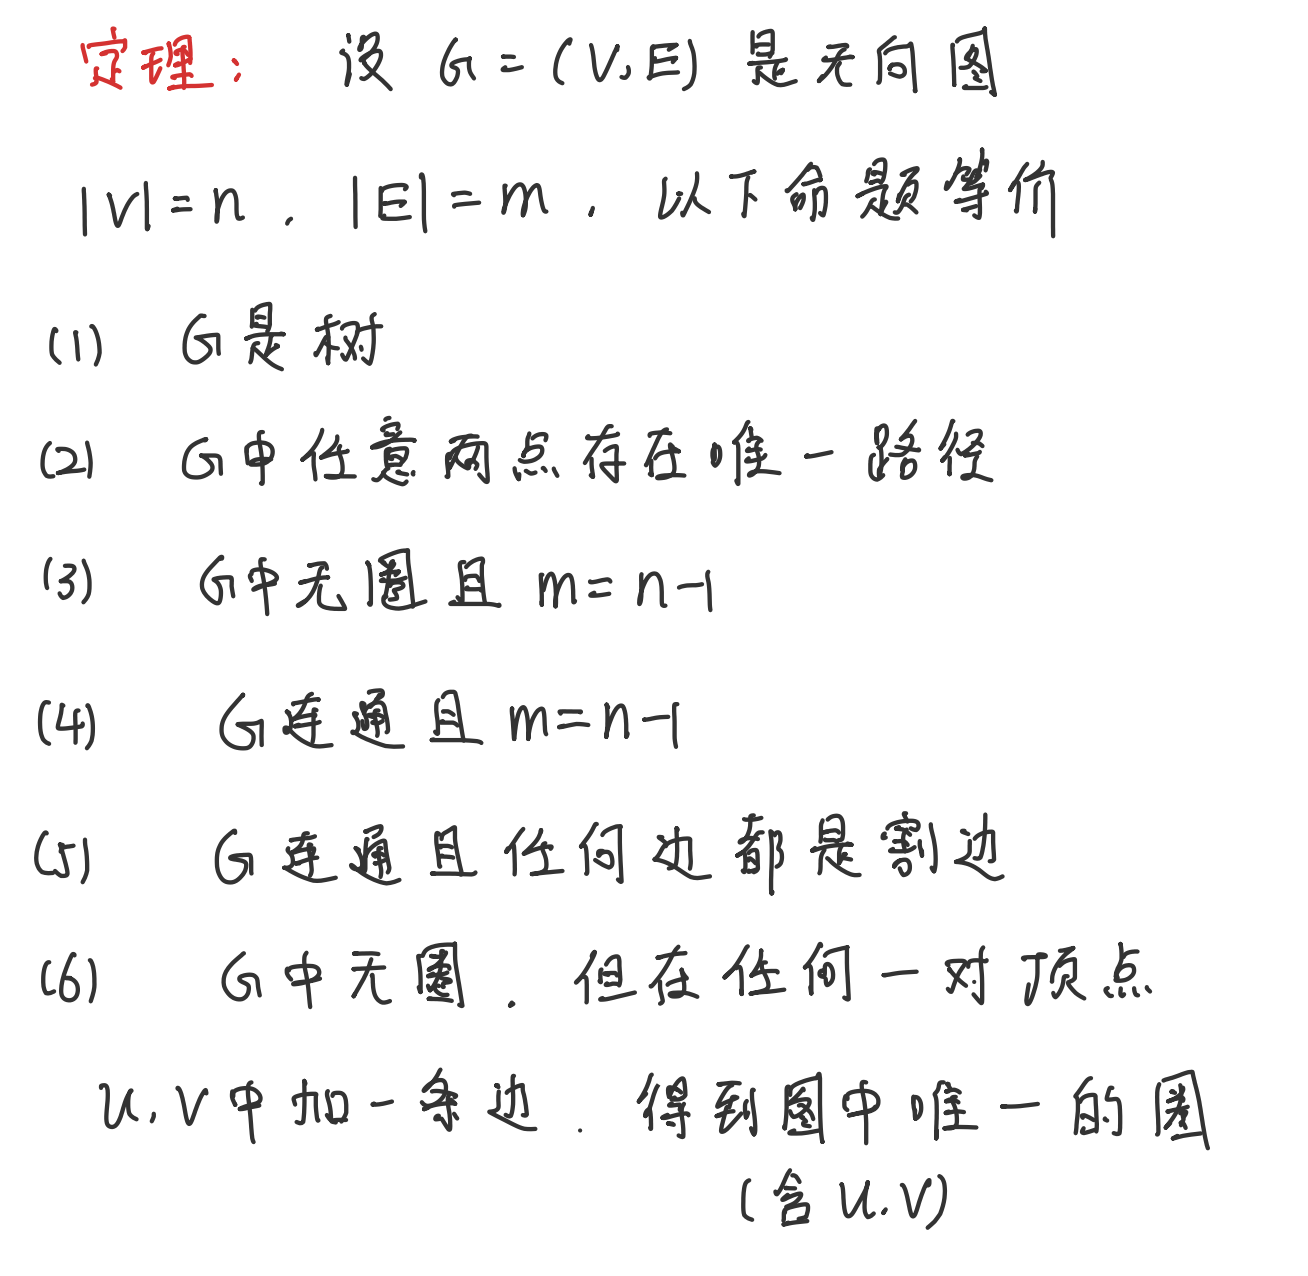 定理： 设 G = (V, E) 是无向图
|V| = n . |E| = m . 以下命题等价
(1) G是树
(2) G中任意两点存在唯一路径
(3) G中无圈且 m = n-1
(4) G连通且 m=n-1
(5) G连通且任何边都是割边
(6) G中无圈 . 但在任何一对顶点
u, v 中加一条边 . 得到图中唯一的圈
(含 u.v)